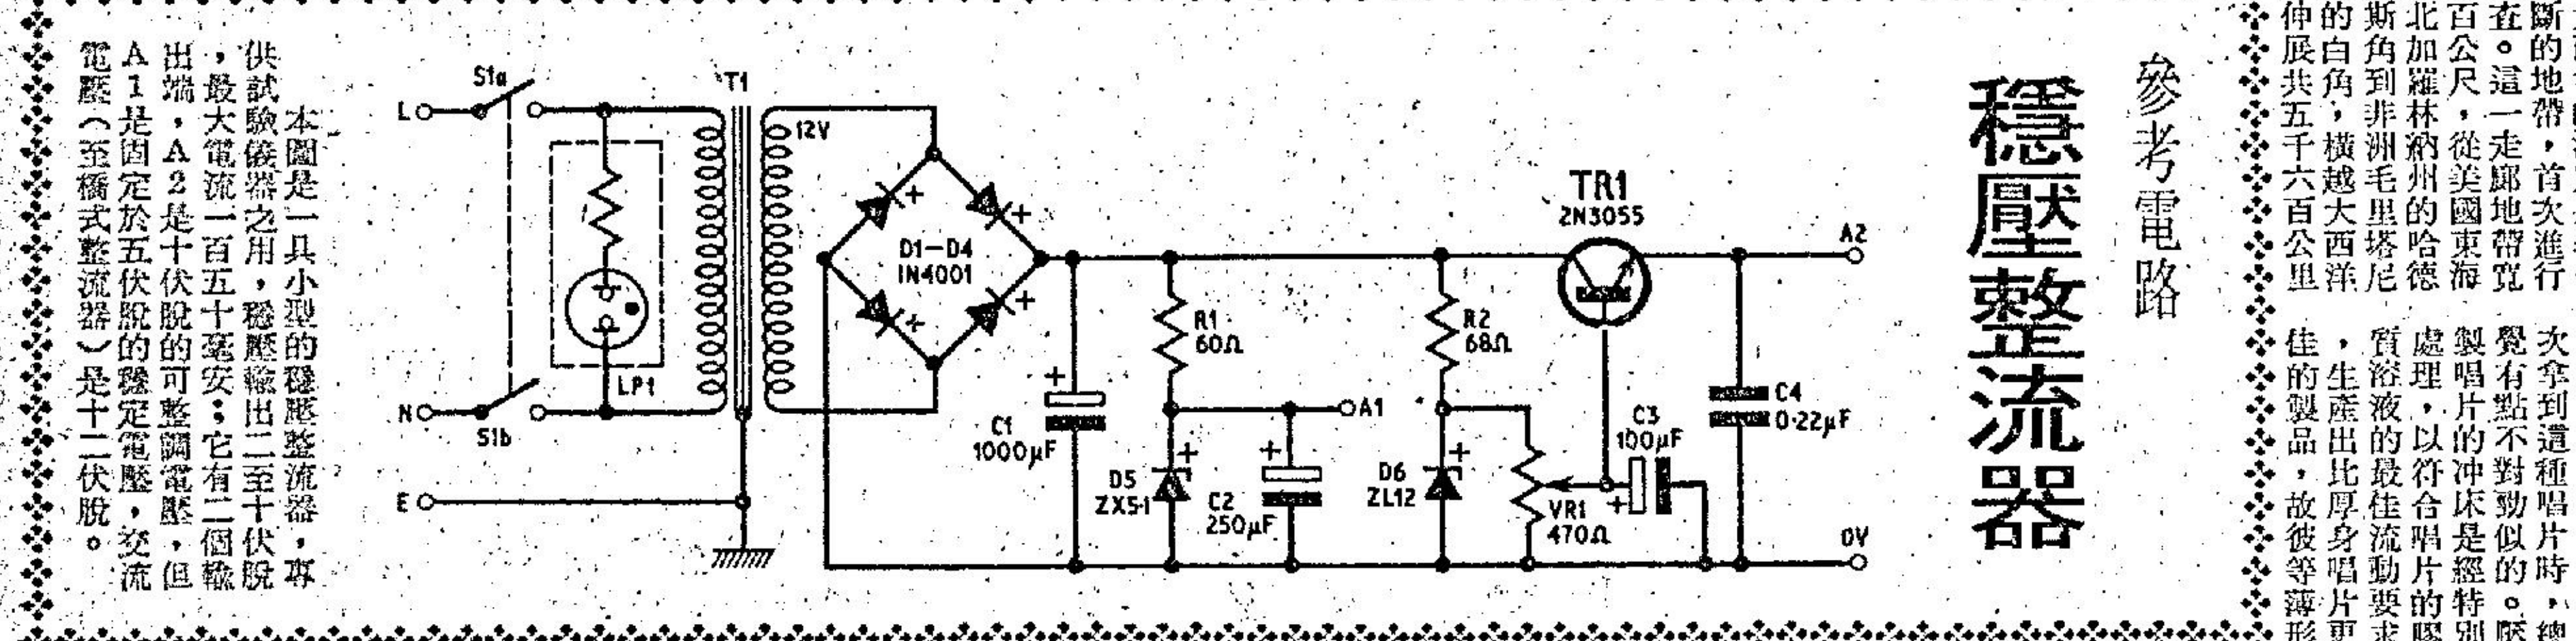 參考電路
穩壓整流器
本圖是一具小型的穩壓整流器，專
供試驗儀器之用，穩壓輸出二至十伏脫
，最大電流一百五十毫安；它有二個輸
出端，A2是十伏脫的可整調電壓，但
A1是固定於五伏脫的穩定電壓，交流
電壓（至橋式整流器）是十二伏脫。
S1a
L
N
S1b
E
LP1
T1
12V
D1-D4
IN4001
C1
1000μF
R1
60Ω
A1
D5
ZX5·1
C2
250μF
R2
68Ω
D6
ZL12
VR1
470Ω
TR1
2N3055
C3
100μF
C4
0·22μF
A2
0V
斷的地帶，首次進行
查。這一走廊地帶寬
百公尺，從美國東海
北加羅林納州的哈德
斯角到非洲毛里塔尼
的白角，橫越大西洋
伸展共五千六百公里
次拿到這種唱片時，總
覺有點不對勁似的。壓
製唱片的冲床是經特別
處理，以符合唱片的膠
質溶液的最佳流動要求
，生產出比厚身唱片更
佳的製品，故彼等薄形